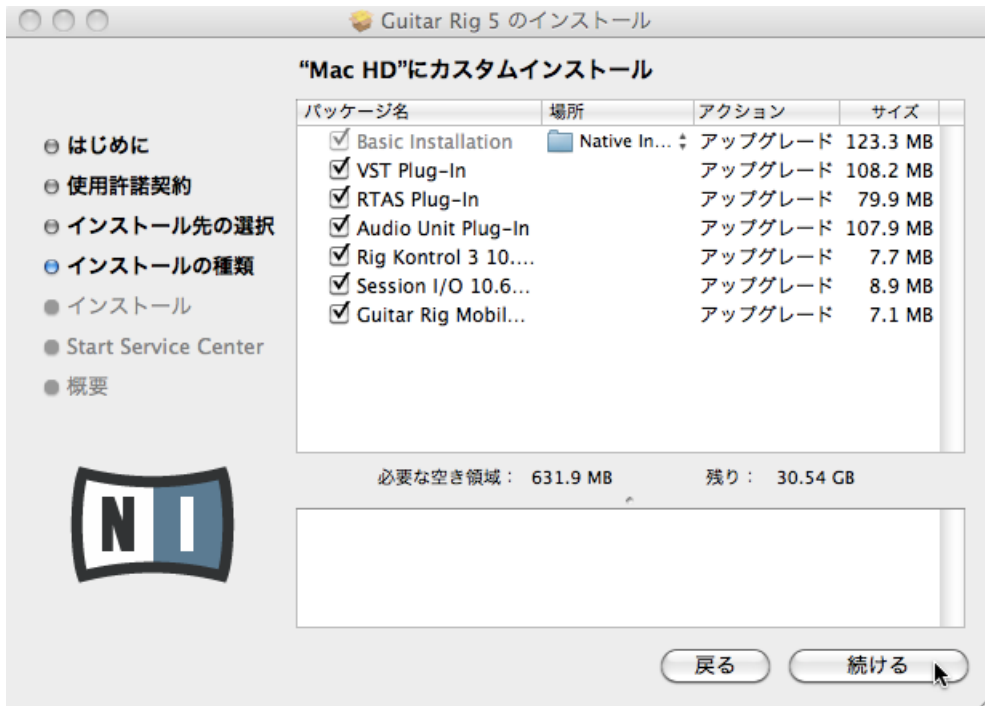 Guitar Rig 5 のインストール
“Mac HD”にカスタムインストール
はじめに
使用許諾契約
インストール先の選択
インストールの種類
インストール
Start Service Center
概要
NI
パッケージ名 場所 アクション サイズ
Basic Installation Native In... アップグレード 123.3 MB
VST Plug-In アップグレード 108.2 MB
RTAS Plug-In アップグレード 79.9 MB
Audio Unit Plug-In アップグレード 107.9 MB
Rig Kontrol 3 10.... アップグレード 7.7 MB
Session I/O 10.6... アップグレード 8.9 MB
Guitar Rig Mobil... アップグレード 7.1 MB
必要な空き領域： 631.9 MB 残り： 30.54 GB
戻る 続ける